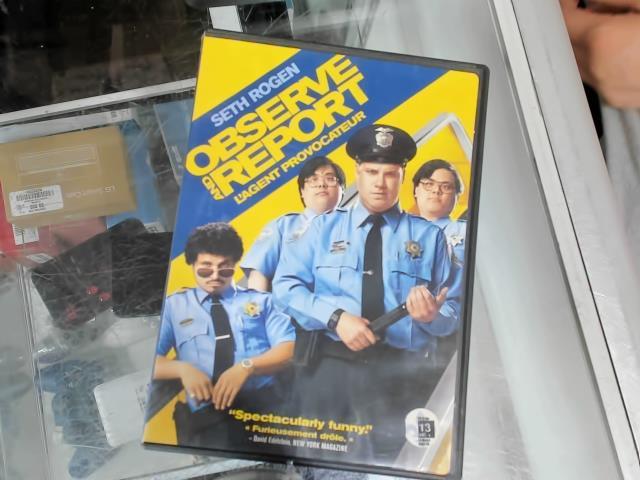 SETH ROGEN
OBSERVE
AND REPORT
L'AGENT PROVOCATEUR
"Spectacularly funny."
« Furieusement drôle. »
– David Edelstein, NEW YORK MAGAZINE
13